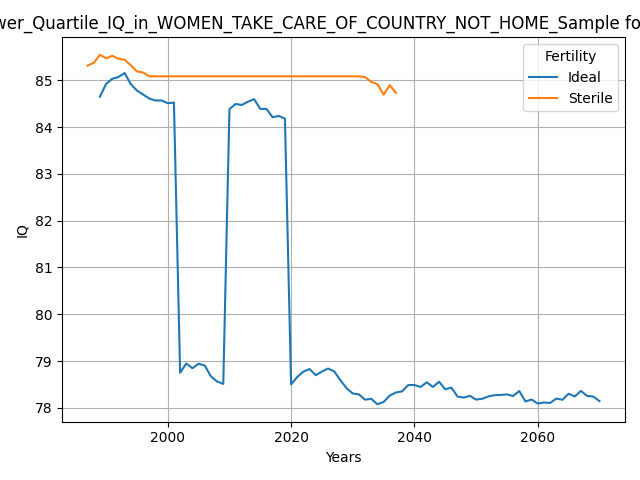 wer_Quartile_IQ_in_WOMEN_TAKE_CARE_OF_COUNTRY_NOT_HOME_Sample fo
Fertility
Ideal
Sterile
IQ
85
84
83
82
81
80
79
78
2000
2020
2040
2060
Years